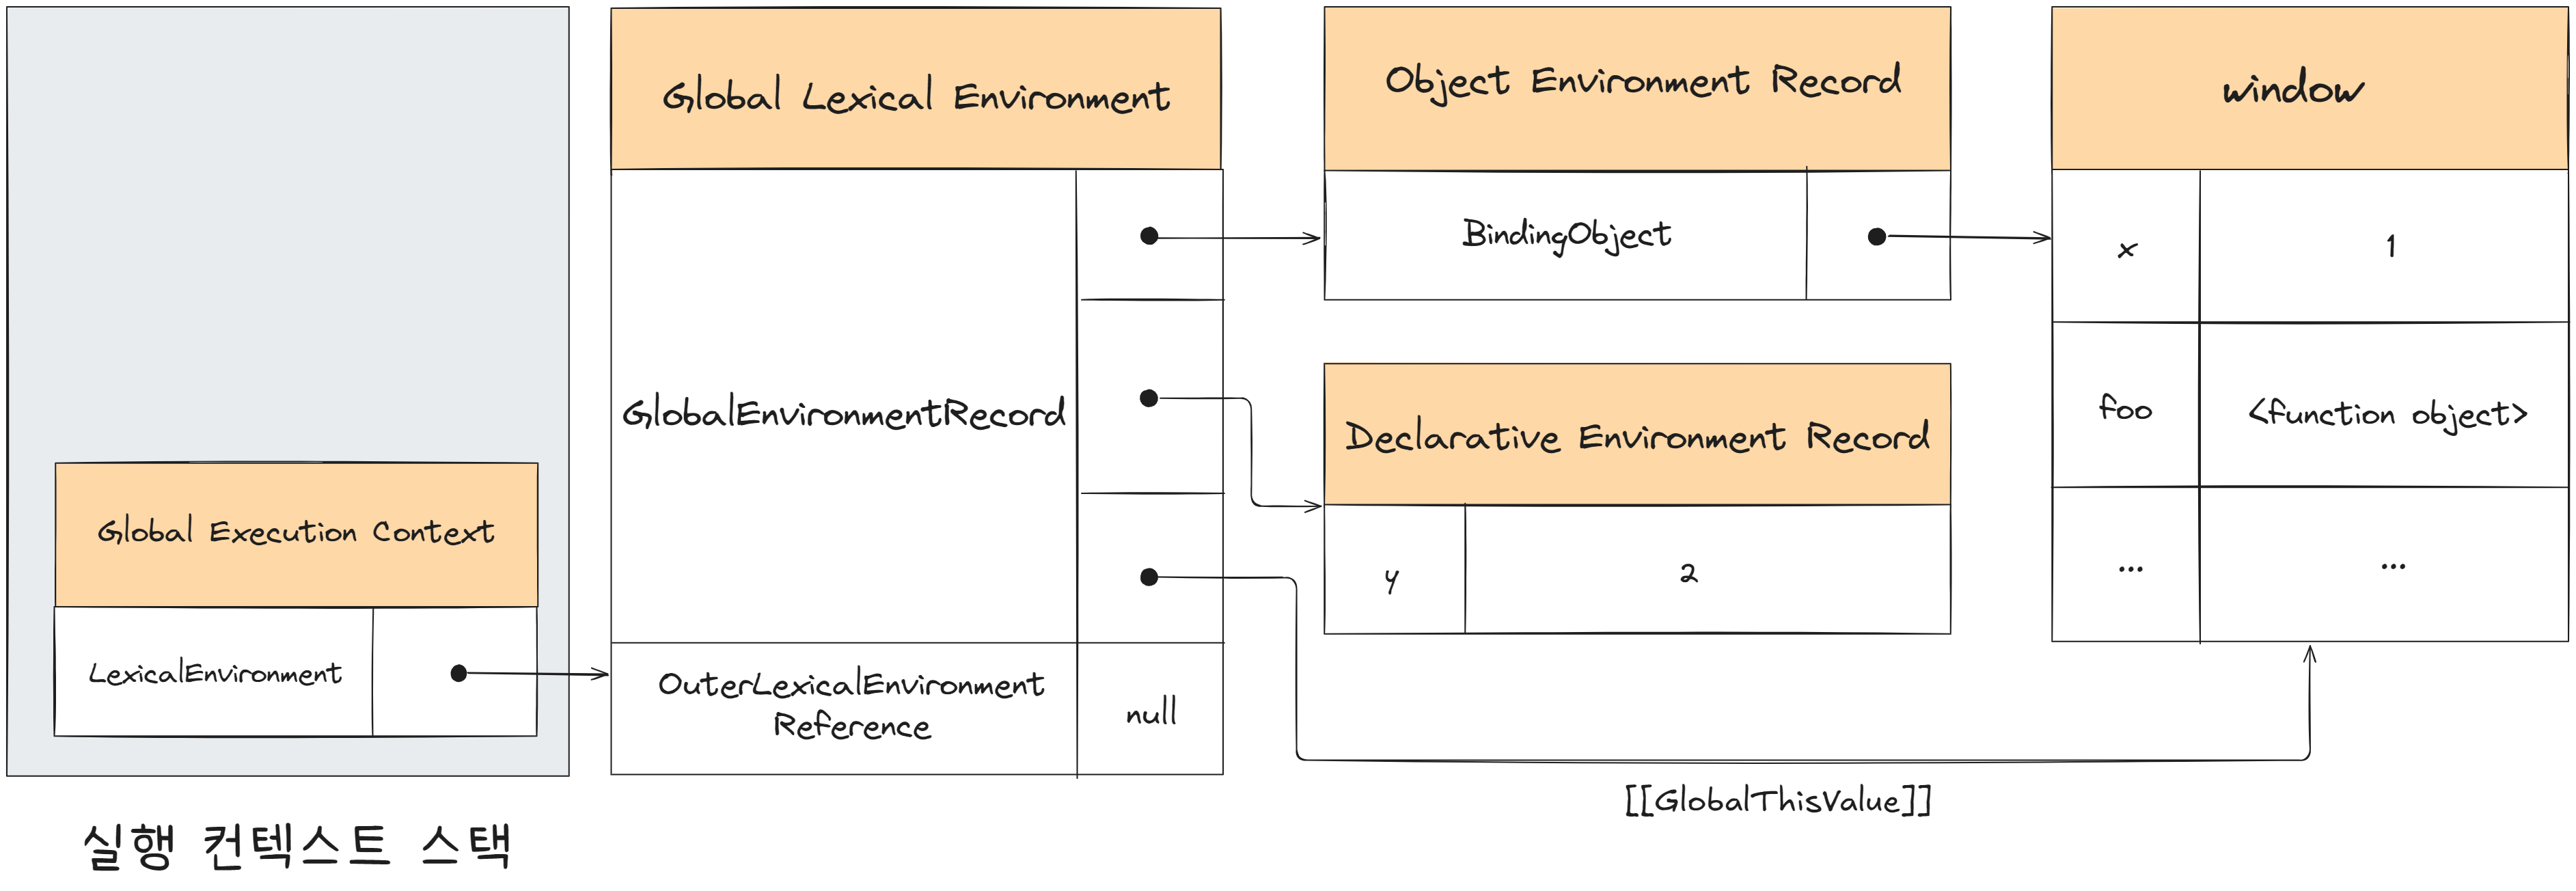 Global Execution Context
LexicalEnvironment
실행 컨텍스트 스택
Global Lexical Environment
GlobalEnvironmentRecord
OuterLexicalEnvironment
Reference
null
Object Environment Record
BindingObject
Declarative Environment Record
y
2
window
x
1
foo
<function object>
...
...
[[GlobalThisValue]]